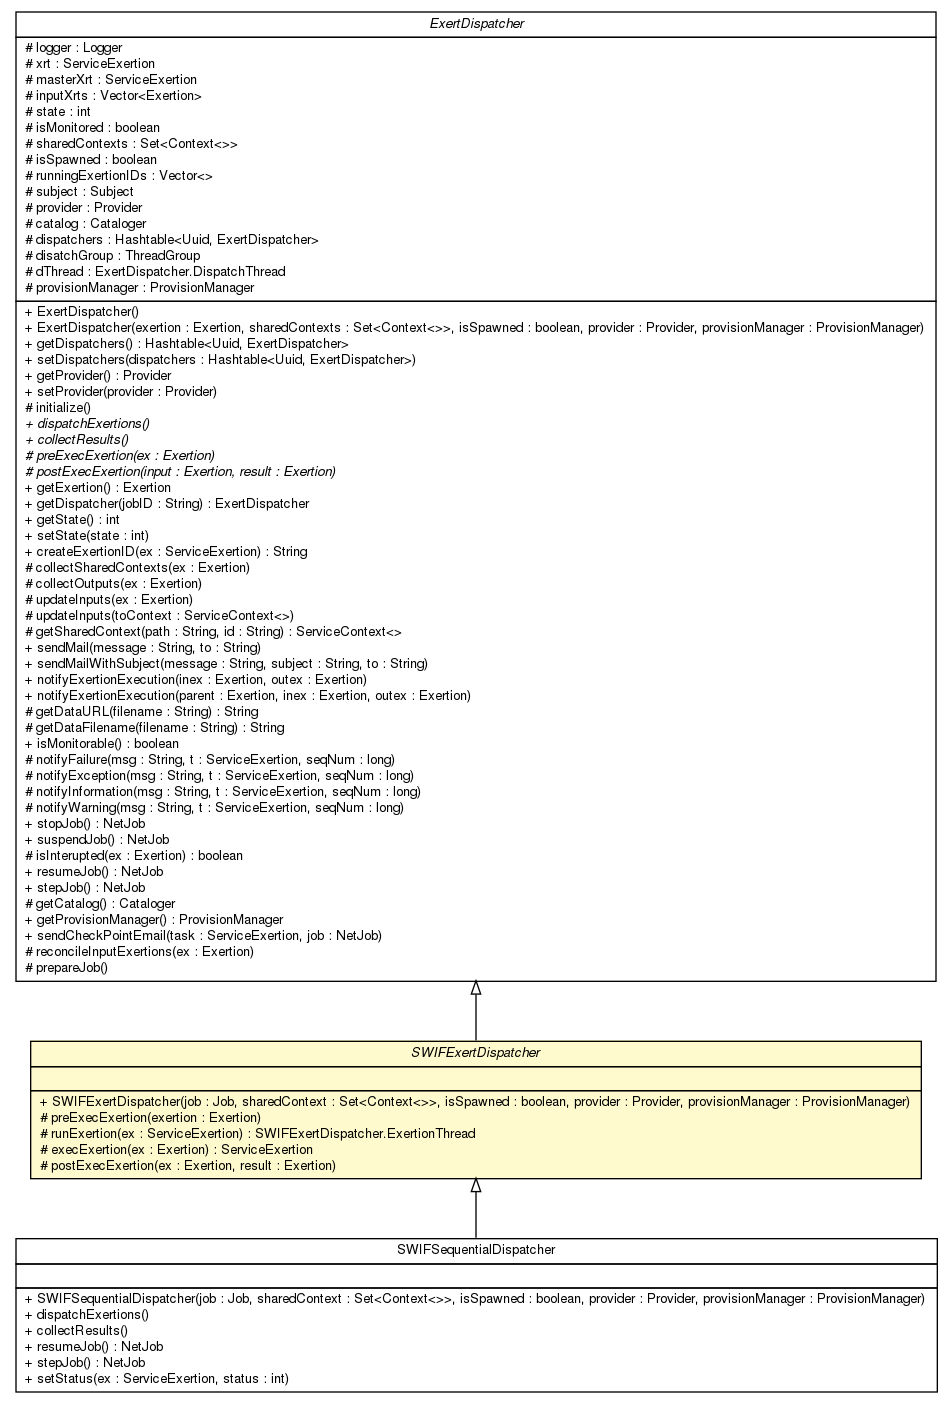 ExertDispatcher
# logger : Logger
# xrt : ServiceExertion
# masterXrt : ServiceExertion
# inputXrts : Vector<Exertion>
# state : int
# isMonitored : boolean
# sharedContexts : Set<Context<>>
# isSpawned : boolean
# runningExertionIDs : Vector<>
# subject : Subject
# provider : Provider
# catalog : Cataloger
# dispatchers : Hashtable<Uuid, ExertDispatcher>
# disatchGroup : ThreadGroup
# dThread : ExertDispatcher.DispatchThread
# provisionManager : ProvisionManager
+ ExertDispatcher()
+ ExertDispatcher(exertion : Exertion, sharedContexts : Set<Context<>>, isSpawned : boolean, provider : Provider, provisionManager : ProvisionManager)
+ getDispatchers() : Hashtable<Uuid, ExertDispatcher>
+ setDispatchers(dispatchers : Hashtable<Uuid, ExertDispatcher>)
+ getProvider() : Provider
+ setProvider(provider : Provider)
# initialize()
+ dispatchExertions()
+ collectResults()
# preExecExertion(ex : Exertion)
# postExecExertion(input : Exertion, result : Exertion)
+ getExertion() : Exertion
+ getDispatcher(jobID : String) : ExertDispatcher
+ getState() : int
+ setState(state : int)
+ createExertionID(ex : ServiceExertion) : String
# collectSharedContexts(ex : Exertion)
# collectOutputs(ex : Exertion)
# updateInputs(ex : Exertion)
# updateInputs(toContext : ServiceContext<>)
# getSharedContext(path : String, id : String) : ServiceContext<>
+ sendMail(message : String, to : String)
+ sendMailWithSubject(message : String, subject : String, to : String)
+ notifyExertionExecution(inex : Exertion, outex : Exertion)
+ notifyExertionExecution(parent : Exertion, inex : Exertion, outex : Exertion)
# getDataURL(filename : String) : String
# getDataFilename(filename : String) : String
+ isMonitorable() : boolean
# notifyFailure(msg : String, t : ServiceExertion, seqNum : long)
# notifyException(msg : String, t : ServiceExertion, seqNum : long)
# notifyInformation(msg : String, t : ServiceExertion, seqNum : long)
# notifyWarning(msg : String, t : ServiceExertion, seqNum : long)
+ stopJob() : NetJob
+ suspendJob() : NetJob
# isInterupted(ex : Exertion) : boolean
+ resumeJob() : NetJob
+ stepJob() : NetJob
# getCatalog() : Cataloger
+ getProvisionManager() : ProvisionManager
+ sendCheckPointEmail(task : ServiceExertion, job : NetJob)
# reconcileInputExertions(ex : Exertion)
# prepareJob()
SWIFExertDispatcher
+ SWIFExertDispatcher(job : Job, sharedContext : Set<Context<>>, isSpawned : boolean, provider : Provider, provisionManager : ProvisionManager)
# preExecExertion(exertion : Exertion)
# runExertion(ex : ServiceExertion) : SWIFExertDispatcher.ExertionThread
# execExertion(ex : Exertion) : ServiceExertion
# postExecExertion(ex : Exertion, result : Exertion)
SWIFSequentialDispatcher
+ SWIFSequentialDispatcher(job : Job, sharedContext : Set<Context<>>, isSpawned : boolean, provider : Provider, provisionManager : ProvisionManager)
+ dispatchExertions()
+ collectResults()
+ resumeJob() : NetJob
+ stepJob() : NetJob
+ setStatus(ex : ServiceExertion, status : int)